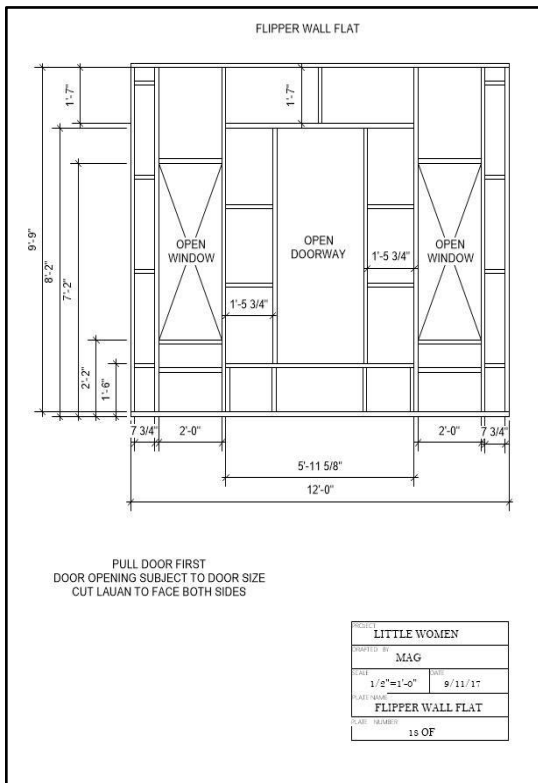 FLIPPER WALL FLAT
1'-7"
1'-7"
9'-9"
8'-2"
7'-2"
OPEN
WINDOW
OPEN
DOORWAY
OPEN
WINDOW
1'-5 3/4"
1'-5 3/4"
2'-2"
1'-6"
7 3/4"
2'-0"
2'-0"
7 3/4"
5'-11 5/8"
12'-0"
PULL DOOR FIRST
DOOR OPENING SUBJECT TO DOOR SIZE
CUT LAUAN TO FACE BOTH SIDES
PROJECT
LITTLE WOMEN
DRAFTED BY
MAG
SCALE
1/2"=1'-0"
DATE
9/11/17
PLATE NAME
FLIPPER WALL FLAT
PLATE NUMBER
18 OF